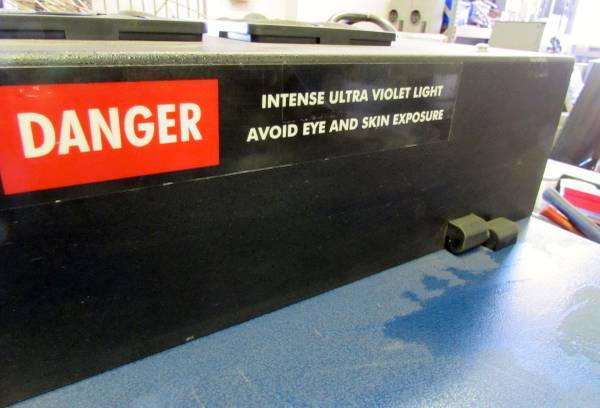 DANGER
INTENSE ULTRA VIOLET LIGHT
AVOID EYE AND SKIN EXPOSURE